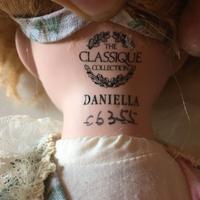 THE
CLASSIQUE
COLLECTION
DANIELLA
C6355